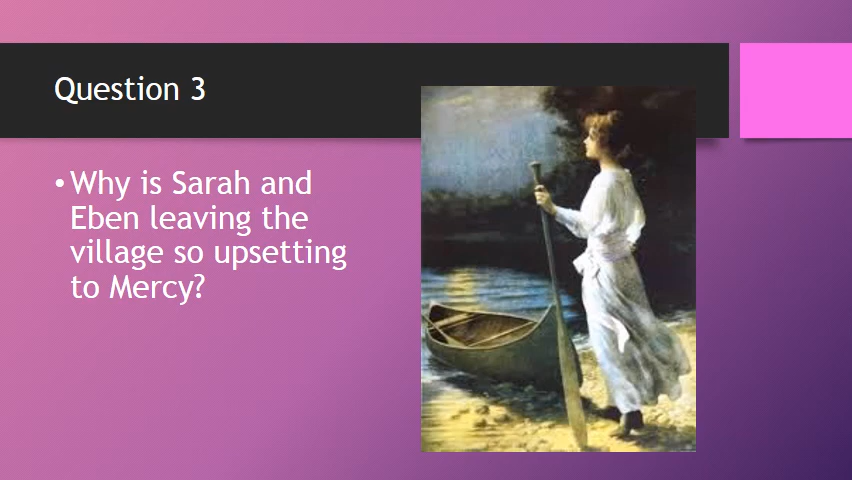 Question 3
•Why is Sarah and
Eben leaving the
village so upsetting
to Mercy?